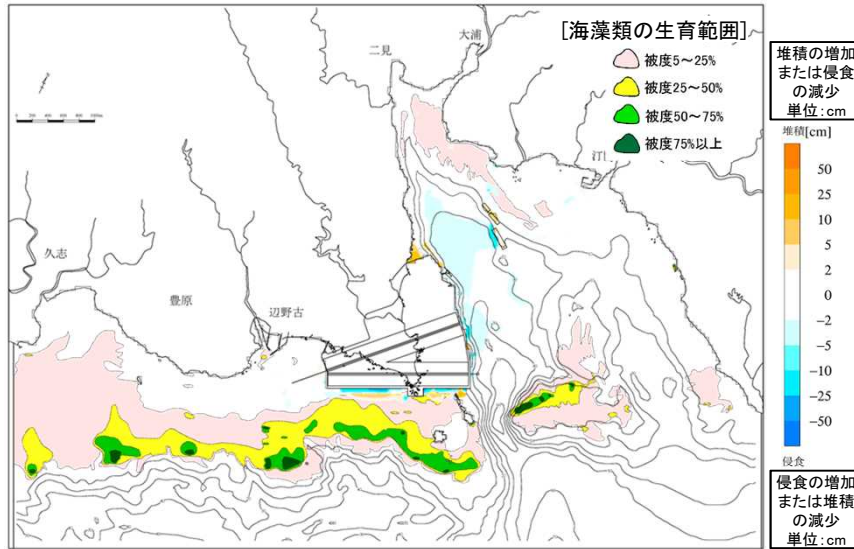 [海藻類の生育範囲]
被度5~25%
被度25~50%
被度50~75%
被度75%以上
大浦
二見
久志
豊原
辺野古
堆積の増加
または侵食
の減少
単位:cm
堆積[cm]
50
25
10
5
2
0
-2
-5
-10
-25
-50
侵食
侵食の増加
または堆積
の減少
単位:cm